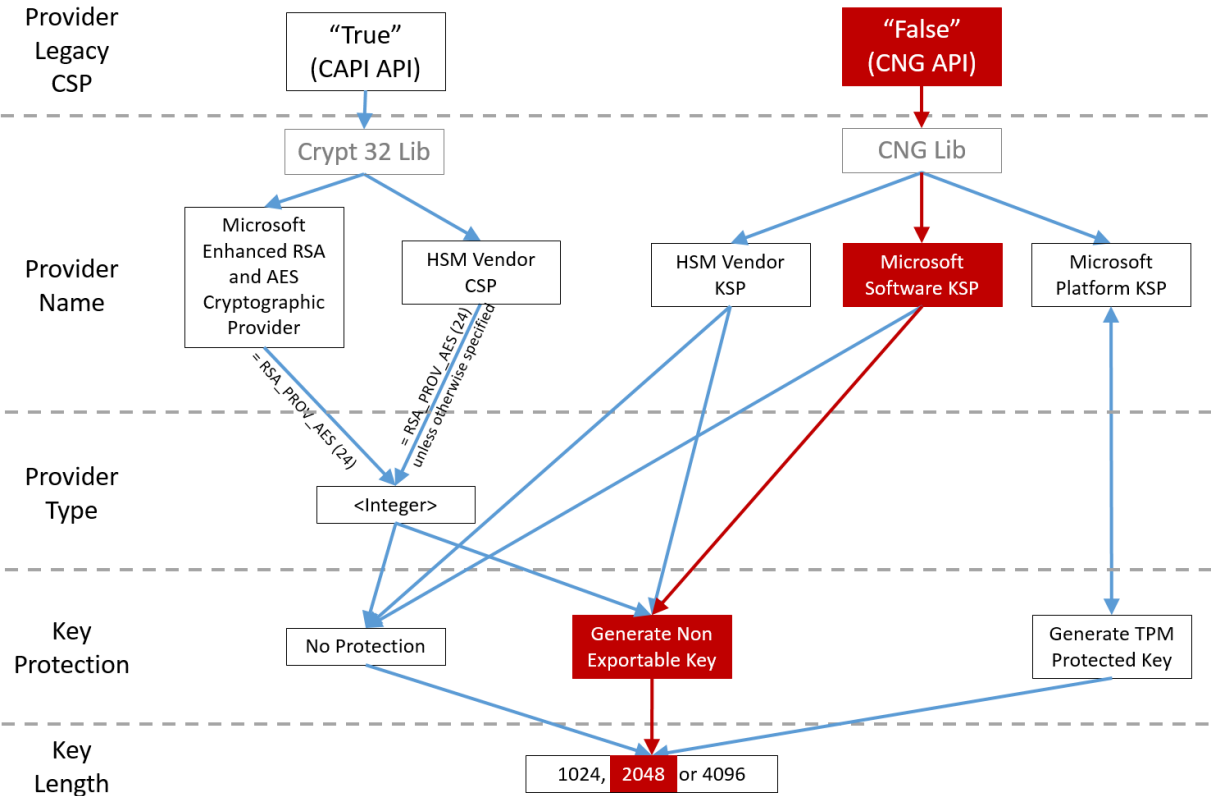 Provider
Legacy
CSP
“True”
(CAPI API)
“False”
(CNG API)
Crypt 32 Lib
CNG Lib
Provider
Name
Microsoft
Enhanced RSA
and AES
Cryptographic
Provider
HSM Vendor
CSP
HSM Vendor
KSP
Microsoft
Software KSP
Microsoft
Platform KSP
= RSA_PROV_AES (24)
= RSA_PROV_AES (24)
unless otherwise specified
Provider
Type
<Integer>
Key
Protection
No Protection
Generate Non
Exportable Key
Generate TPM
Protected Key
Key
Length
1024, 2048 or 4096